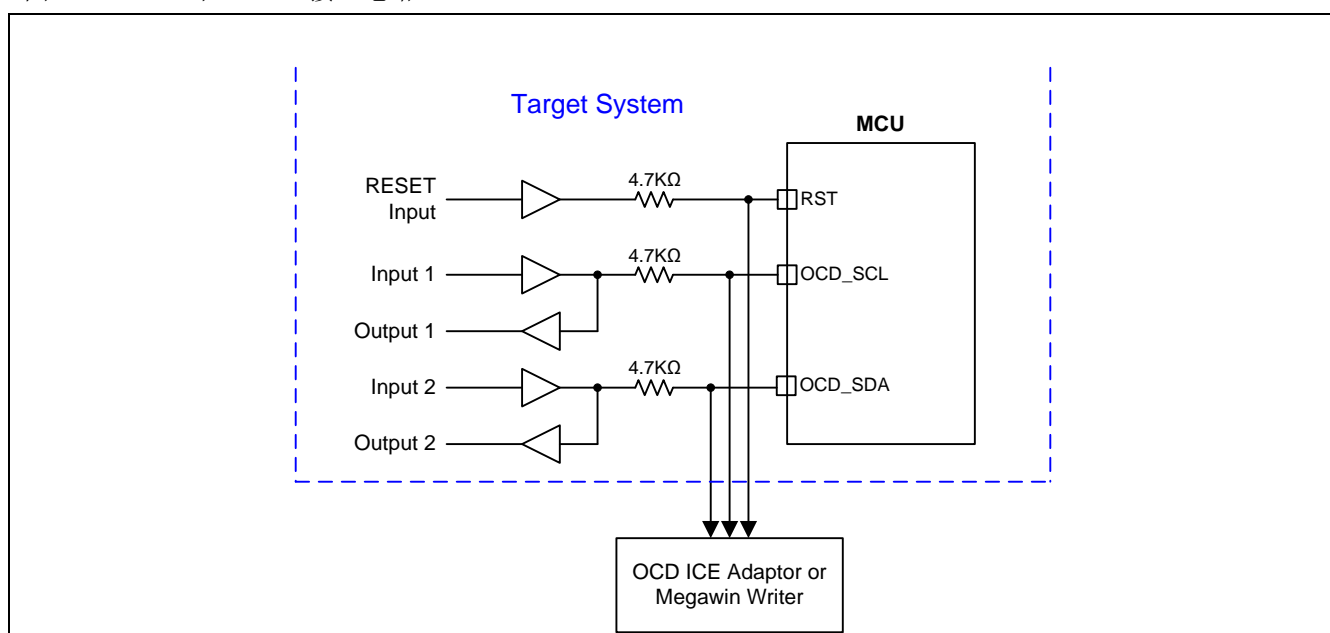 Target System
MCU
RESET
Input
4.7KΩ
RST
Input 1
4.7KΩ
OCD_SCL
Output 1
Input 2
4.7KΩ
OCD_SDA
Output 2
OCD ICE Adaptor or
Megawin Writer